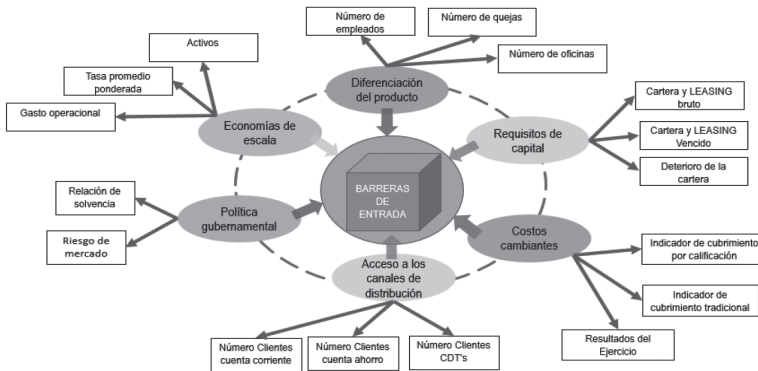 Número de
empleados
Número de quejas
Número de oficinas
Diferenciación
del producto
Activos
Tasa promedio
ponderada
Gasto operacional
Economías de
escala
Requisitos de
capital
Cartera y LEASING
bruto
Cartera y LEASING
Vencido
Deterioro de la
cartera
BARRERAS
DE
ENTRADA
Relación de
solvencia
Riesgo de
mercado
Política
gubernamental
Costos
cambiantes
Indicador de cubrimiento
por calificación
Indicador de
cubrimiento tradicional
Resultados del
Ejercicio
Acceso a los
canales de
distribución
Número Clientes
cuenta corriente
Número Clientes
cuenta ahorro
Número Clientes
CDT's